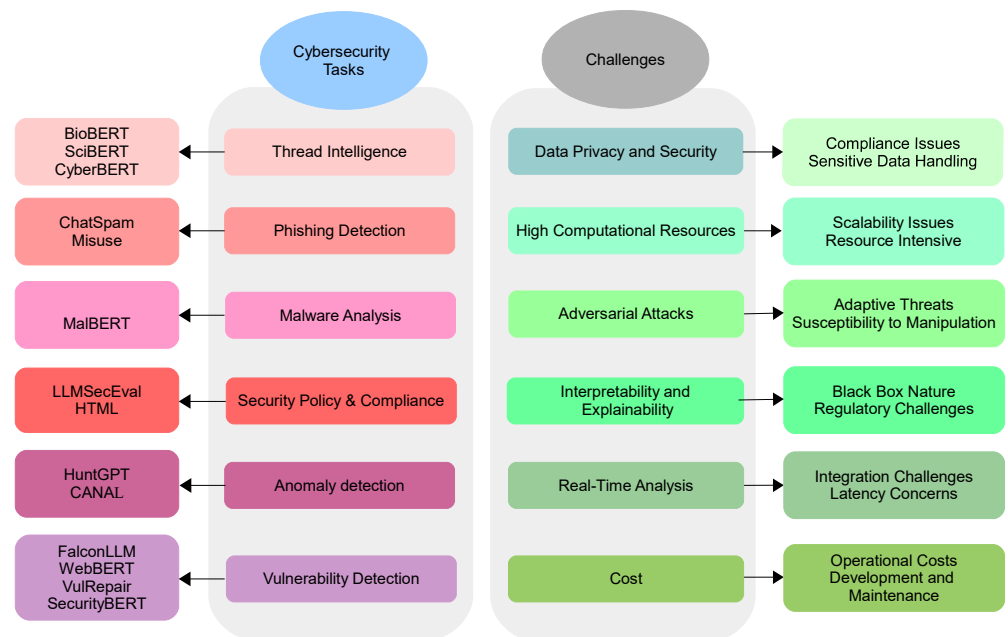 Cybersecurity
Tasks
Challenges
BioBERT
SciBERT
CyberBERT
Thread Intelligence
Data Privacy and Security
Compliance Issues
Sensitive Data Handling
ChatSpam
Misuse
Phishing Detection
High Computational Resources
Scalability Issues
Resource Intensive
MalBERT
Malware Analysis
Adversarial Attacks
Adaptive Threats
Susceptibility to Manipulation
LLMSecEval
HTML
Security Policy & Compliance
Interpretability and
Explainability
Black Box Nature
Regulatory Challenges
HuntGPT
CANAL
Anomaly detection
Real-Time Analysis
Integration Challenges
Latency Concerns
FalconLLM
WebBERT
VulRepair
SecurityBERT
Vulnerability Detection
Cost
Operational Costs
Development and
Maintenance